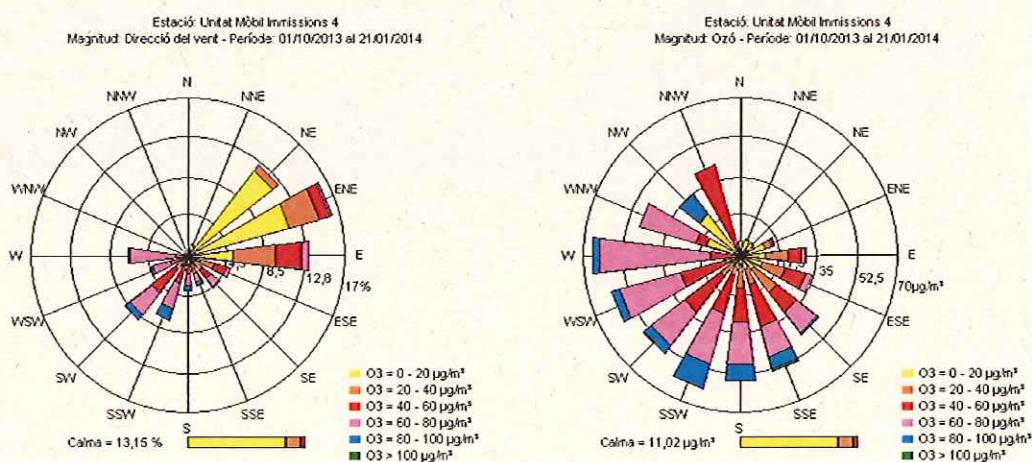 Estació: Unitat Mòbil Immissions 4
Magnitud: Direcció del vent - Període: 01/10/2013 al 21/01/2014
N
NNE
NE
ENE
E
ESE
SE
SSE
S
SSW
SW
WSW
W
WNW
NW
NNW
8,5
12,8
17%
Calma = 13,15 %
O3 = 0 - 20 µg/m³
O3 = 20 - 40 µg/m³
O3 = 40 - 60 µg/m³
O3 = 60 - 80 µg/m³
O3 = 80 - 100 µg/m³
O3 > 100 µg/m³
Estació: Unitat Mòbil Immissions 4
Magnitud: Ozó - Període: 01/10/2013 al 21/01/2014
N
NNE
NE
ENE
E
ESE
SE
SSE
S
SSW
SW
WSW
W
WNW
NW
NNW
35
52,5
70µg/m³
Calma = 11,02 µg/m³
O3 = 0 - 20 µg/m³
O3 = 20 - 40 µg/m³
O3 = 40 - 60 µg/m³
O3 = 60 - 80 µg/m³
O3 = 80 - 100 µg/m³
O3 > 100 µg/m³